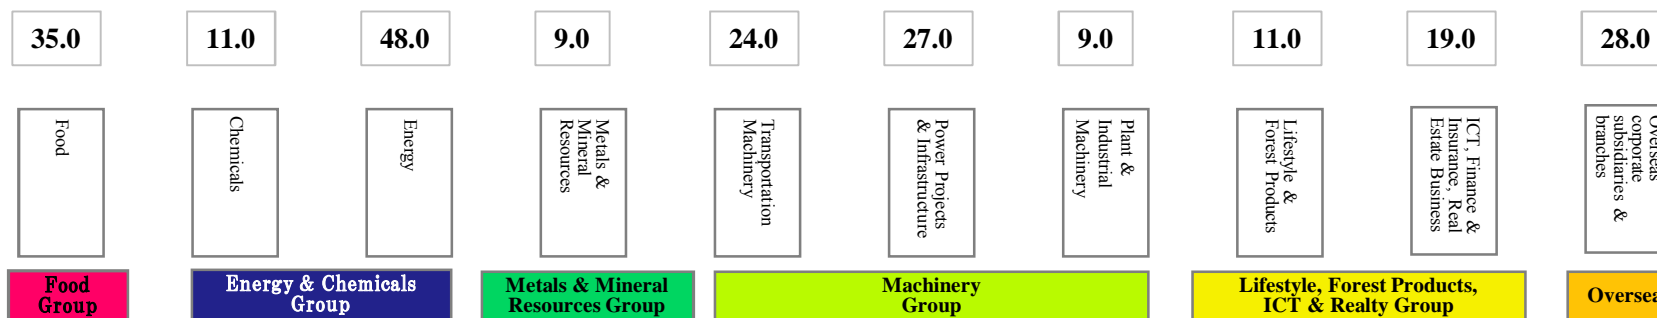 35.0
11.0
48.0
9.0
24.0
27.0
9.0
11.0
19.0
28.0
Food
Chemicals
Energy
Metals &
Mineral
Resources
Transportation
Machinery
Power Projects
& Infrastructure
Plant &
Industrial
Machinery
Lifestyle &
Forest Products
ICT, Finance &
Insurance, Real
Estate Business
Overseas
corporate
subsidiaries &
branches
Food
Group
Energy & Chemicals
Group
Metals & Mineral
Resources Group
Machinery
Group
Lifestyle, Forest Products,
ICT & Realty Group